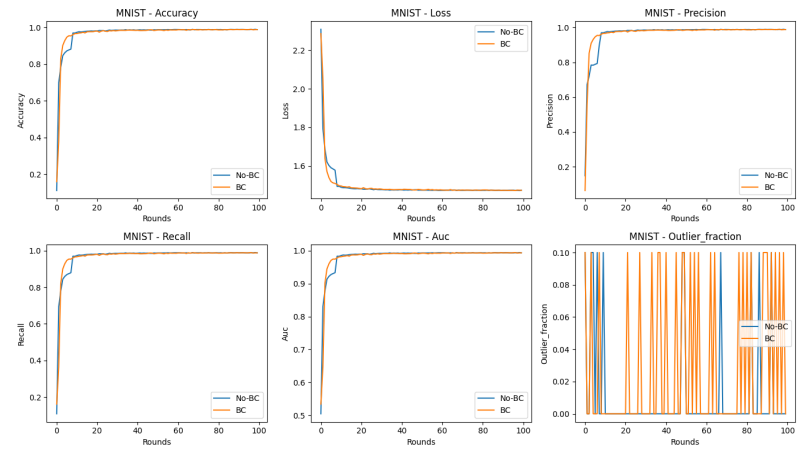 MNIST - Accuracy
Accuracy
1.0
0.8
0.6
0.4
0.2
0 20 40 60 80 100
Rounds
No-BC
BC
MNIST - Loss
Loss
2.2
2.0
1.8
1.6
0 20 40 60 80 100
Rounds
No-BC
BC
MNIST - Precision
Precision
1.0
0.8
0.6
0.4
0.2
0 20 40 60 80 100
Rounds
No-BC
BC
MNIST - Recall
Recall
1.0
0.8
0.6
0.4
0.2
0 20 40 60 80 100
Rounds
No-BC
BC
MNIST - Auc
Auc
1.0
0.9
0.8
0.7
0.6
0.5
0 20 40 60 80 100
Rounds
No-BC
BC
MNIST - Outlier_fraction
Outlier_fraction
0.10
0.08
0.06
0.04
0.02
0.00
0 20 40 60 80 100
Rounds
No-BC
BC